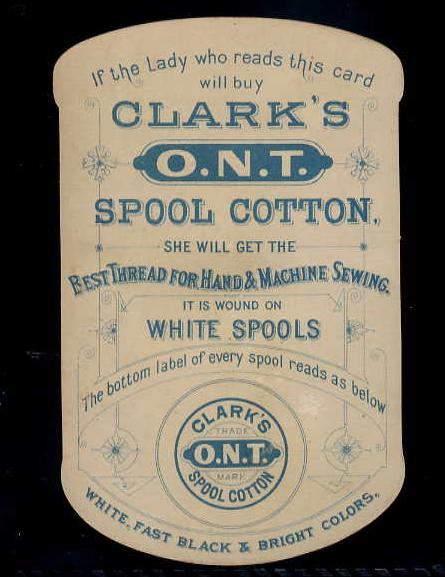 If the Lady who reads this card
will buy
CLARK'S
O.N.T.
SPOOL COTTON,
SHE WILL GET THE
BEST THREAD FOR HAND & MACHINE SEWING.
IT IS WOUND ON
WHITE SPOOLS
The bottom label of every spool reads as below
CLARK'S
TRADE
O.N.T.
MARK
SPOOL COTTON
WHITE, FAST BLACK & BRIGHT COLORS.